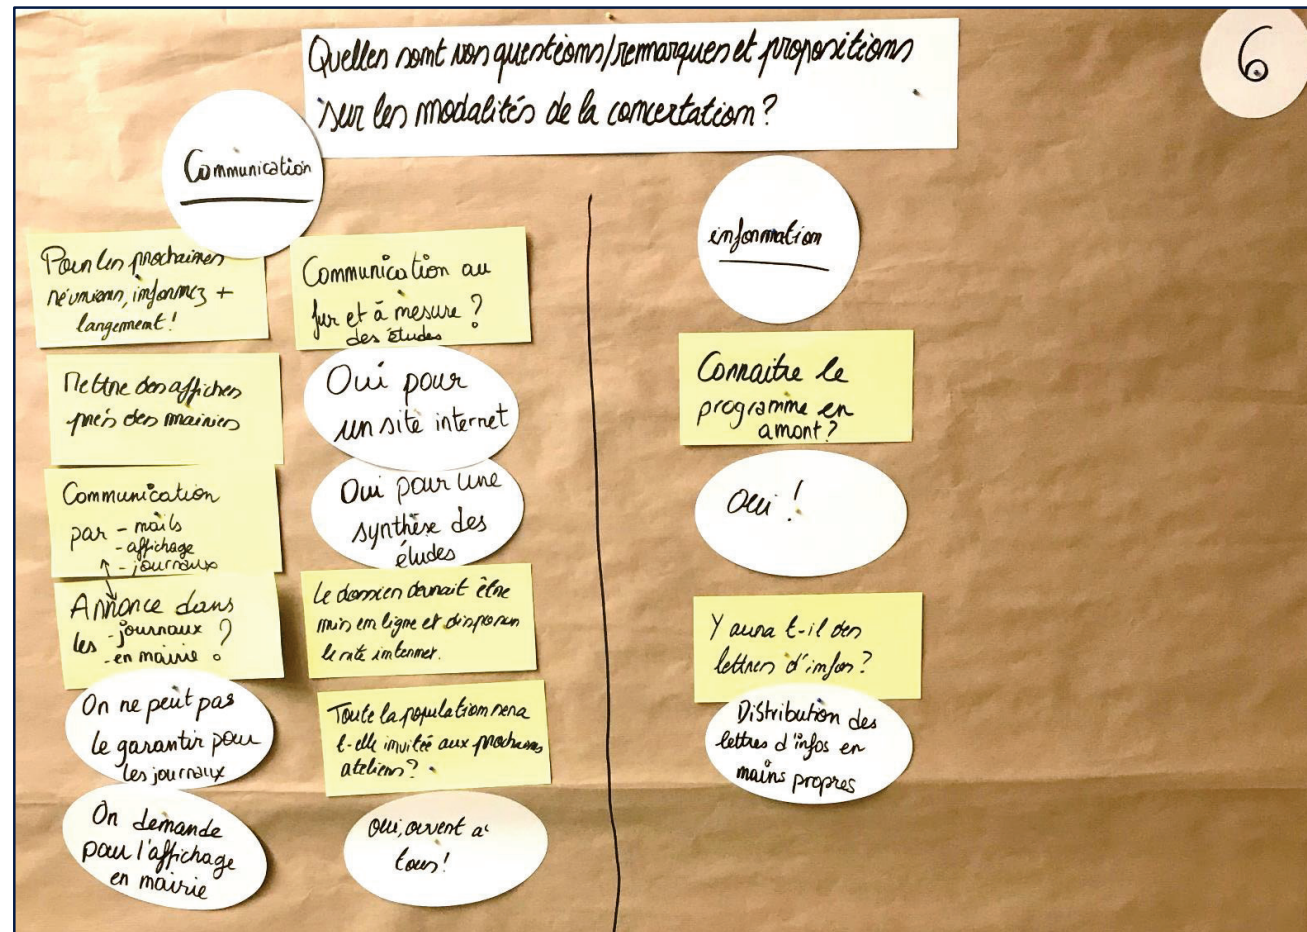 Quelles sont vos questions/remarques et propositions
sur les modalités de la concertation?
6
Communication
Pour les prochaines
réunions, informez +
largement!
Mettre des affiches
près des mairies
Communication
par - mails
- affichage
- journaux
Annonce dans
les - journaux ?
- en mairie
On ne peut pas
le garantir pour
les journaux
On demande
pour l'affichage
en mairie
Communication au
fur et à mesure ?
des études
Oui pour
un site internet
Oui pour une
synthèse des
études
Le dossier devrait être
mis en ligne et dispo sur
le site internet.
Toute la population sera
t-elle invitée aux prochains
ateliers?
Oui, ouvert à
tous!
information
Connaitre le
programme en
amont?
Oui !
Y aura t-il des
lettres d'infos?
Distribution des
lettres d'infos en
mains propres